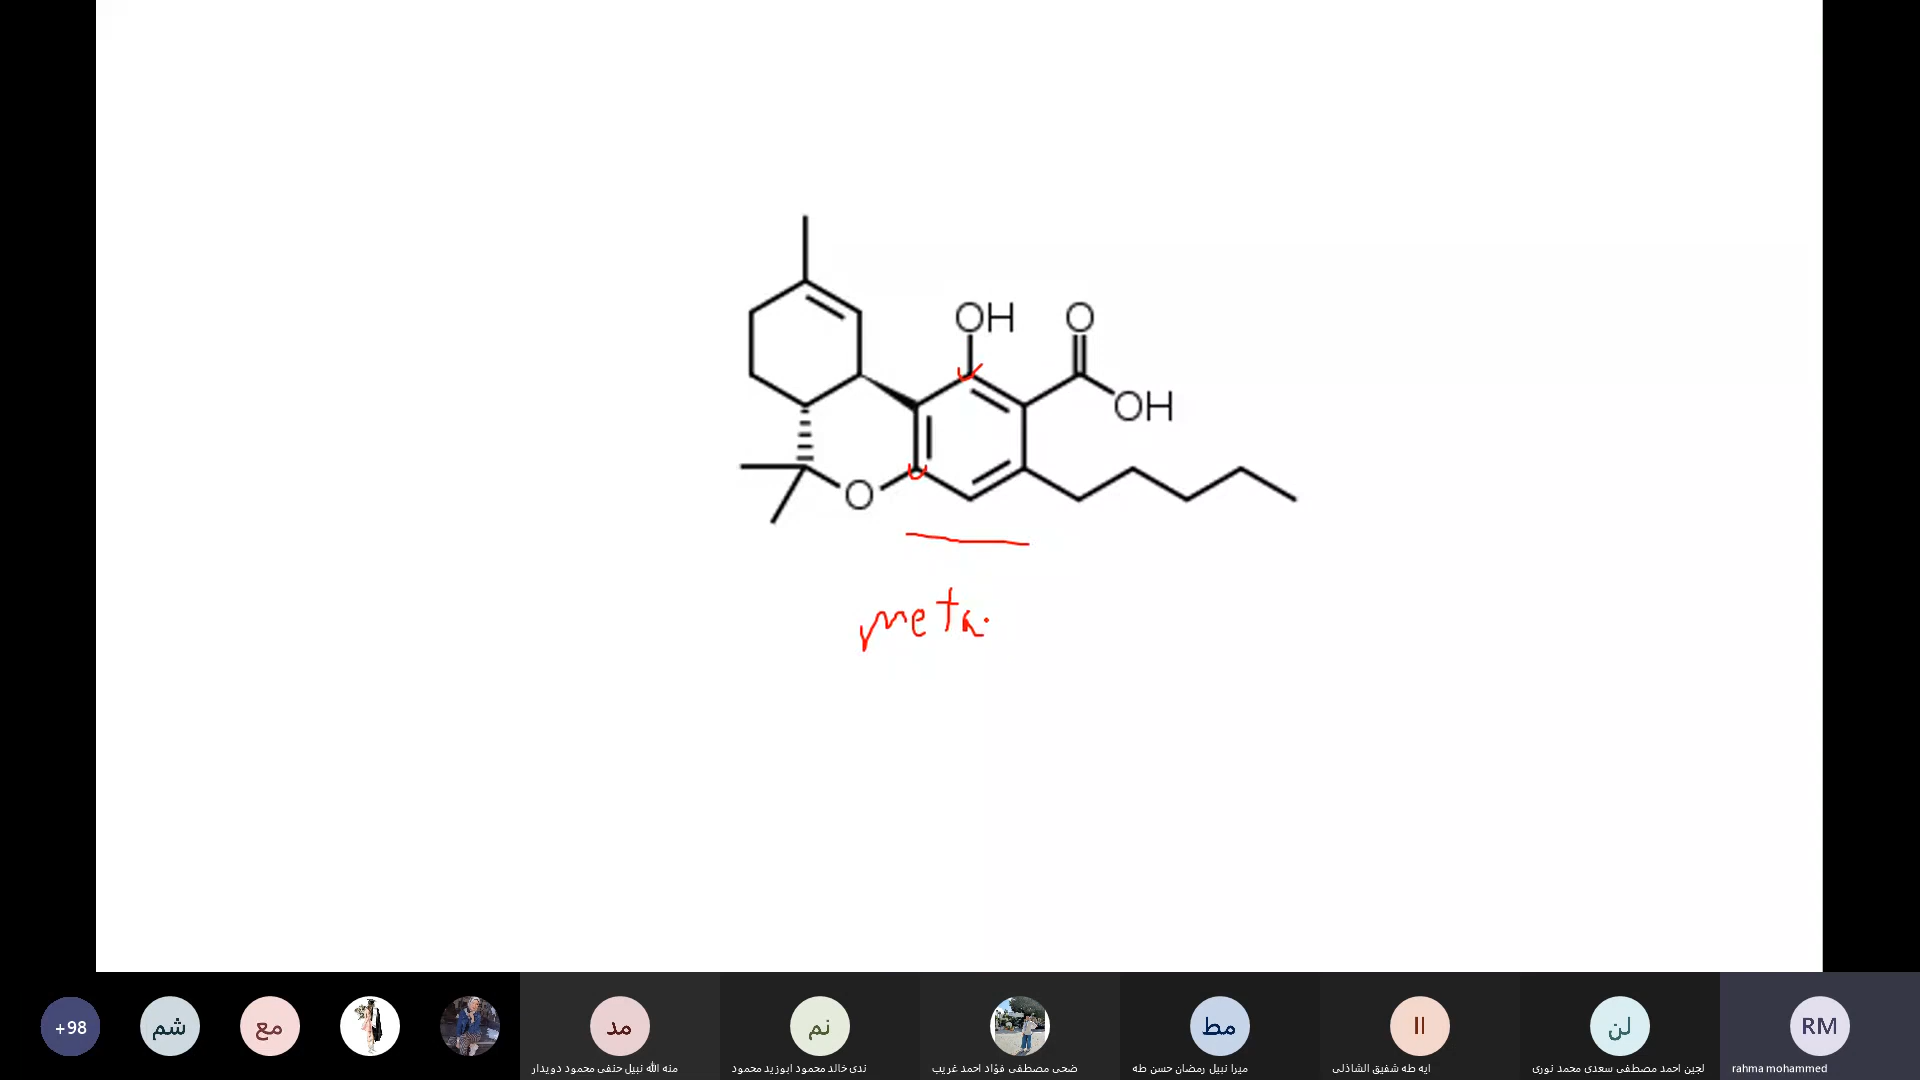 OH
O
OH
O
meta.
+98
شم
مع
مد
نم
مط
اا
لن
RM
منه الله نبيل حنفى محمود دويدار
ندى خالد محمود ابوزيد محمود
ضحى مصطفى فؤاد احمد غريب
ميرا نبيل رمضان حسن طه
ايه طه شفيق الشاذلى
لجين احمد مصطفى سعدى محمد نورى
rahma mohammed